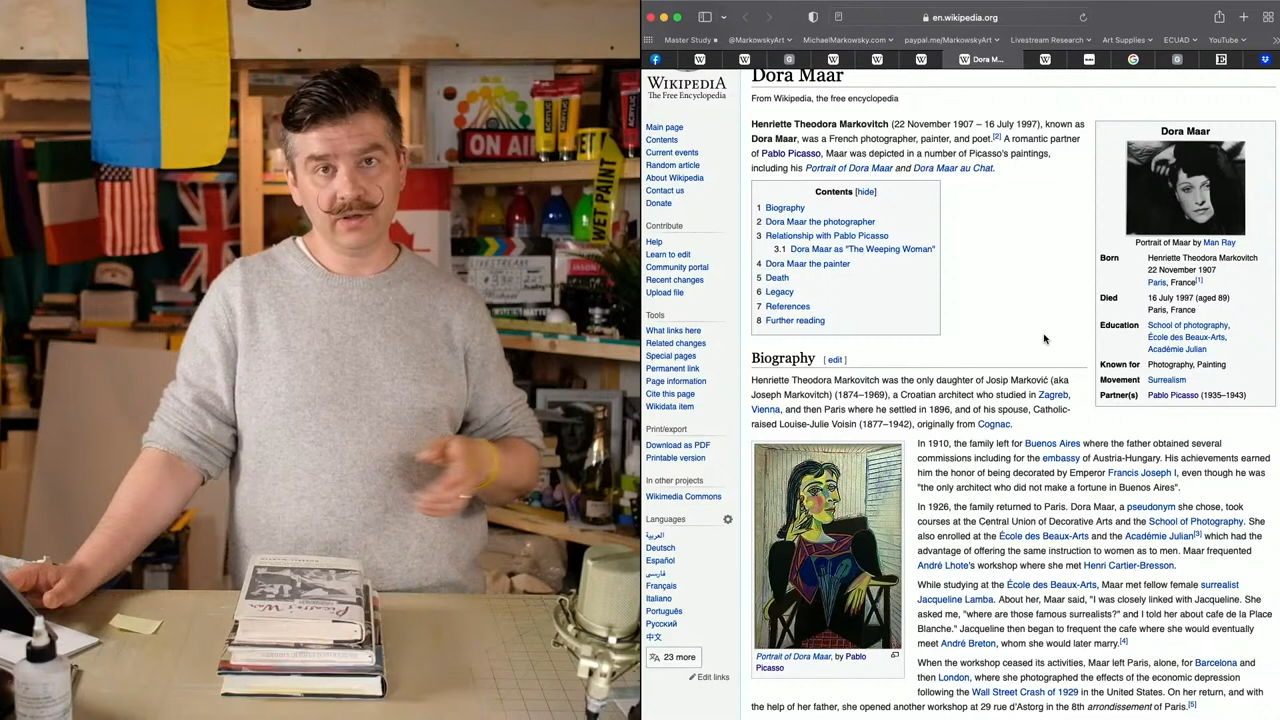 ON AIR
WET PAINT
LIVESTREAM
Picasso's War
en.wikipedia.org
Master Study
@MarkowskyArt
MichaelMarkowsky.com
paypal.me/MarkowskyArt
Livestream Research
Art Supplies
ECUAD
YouTube
Dora M...
WIKIPEDIA
The Free Encyclopedia
Main page
Contents
Current events
Random article
About Wikipedia
Contact us
Donate
Contribute
Help
Learn to edit
Community portal
Recent changes
Upload file
Tools
What links here
Related changes
Special pages
Permanent link
Page information
Cite this page
Wikidata item
Print/export
Download as PDF
Printable version
In other projects
Wikimedia Commons
Languages
العربية
Deutsch
Español
فارسی
Français
Italiano
Português
Русский
中文
23 more
Edit links
Dora Maar
From Wikipedia, the free encyclopedia
Henriette Theodora Markovitch (22 November 1907 – 16 July 1997), known as
Dora Maar, was a French photographer, painter, and poet.[2] A romantic partner
of Pablo Picasso, Maar was depicted in a number of Picasso's paintings,
including his Portrait of Dora Maar and Dora Maar au Chat.
Contents [hide]
1 Biography
2 Dora Maar the photographer
3 Relationship with Pablo Picasso
3.1 Dora Maar as "The Weeping Woman"
4 Dora Maar the painter
5 Death
6 Legacy
7 References
8 Further reading
Dora Maar
Portrait of Maar by Man Ray
Born Henriette Theodora Markovitch
22 November 1907
Paris, France[1]
Died 16 July 1997 (aged 89)
Paris, France
Education School of photography,
École des Beaux-Arts,
Académie Julian
Known for Photography, Painting
Movement Surrealism
Partner(s) Pablo Picasso (1935–1943)
Biography [ edit ]
Henriette Theodora Markovitch was the only daughter of Josip Marković (aka
Joseph Markovitch) (1874–1969), a Croatian architect who studied in Zagreb,
Vienna, and then Paris where he settled in 1896, and of his spouse, Catholic-
raised Louise-Julie Voisin (1877–1942), originally from Cognac.
In 1910, the family left for Buenos Aires where the father obtained several
commissions including for the embassy of Austria-Hungary. His achievements earned
him the honor of being decorated by Emperor Francis Joseph I, even though he was
"the only architect who did not make a fortune in Buenos Aires".
In 1926, the family returned to Paris. Dora Maar, a pseudonym she chose, took
courses at the Central Union of Decorative Arts and the School of Photography. She
also enrolled at the École des Beaux-Arts and the Académie Julian[3] which had the
advantage of offering the same instruction to women as to men. Maar frequented
André Lhote's workshop where she met Henri Cartier-Bresson.
While studying at the École des Beaux-Arts, Maar met fellow female surrealist
Jacqueline Lamba. About her, Maar said, "I was closely linked with Jacqueline. She
asked me, "where are those famous surrealists?" and I told her about cafe de la Place
Blanche." Jacqueline then began to frequent the cafe where she would eventually
meet André Breton, whom she would later marry.[4]
When the workshop ceased its activities, Maar left Paris, alone, for Barcelona and
then London, where she photographed the effects of the economic depression
following the Wall Street Crash of 1929 in the United States. On her return, and with
the help of her father, she opened another workshop at 29 rue d'Astorg in the 8th arrondissement of Paris.[5]
Portrait of Dora Maar, by Pablo
Picasso